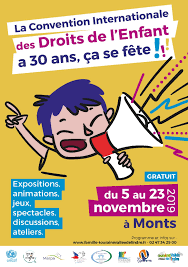 La Convention Internationale
des Droits de l'Enfant
a 30 ans, ça se fête !!!
GRATUIT
Expositions,
animations,
jeux,
spectacles,
discussions,
ateliers.
du 5 au 23
novembre
2019
à Monts